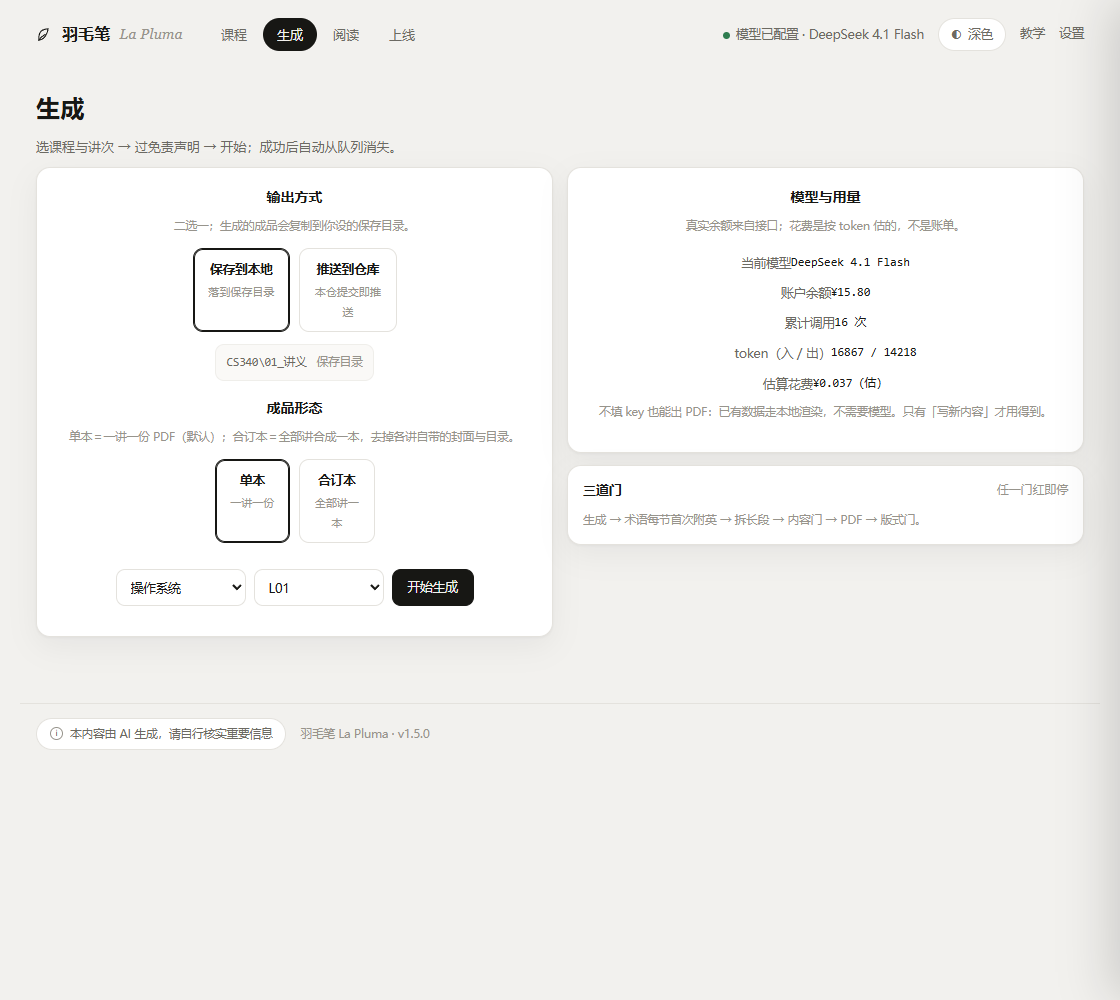 羽毛笔 La Pluma 课程 生成 阅读 上线 模型已配置 · DeepSeek 4.1 Flash 深色 教学 设置
生成
选课程与讲次 → 过免责声明 → 开始；成功后自动从队列消失。
输出方式
二选一；生成的成品会复制到你设的保存目录。
保存到本地
落到保存目录
推送到仓库
本仓提交即推
送
CS340\01_讲义 保存目录
成品形态
单本 = 一讲一份 PDF（默认）；合订本 = 全部讲合成一本，去掉各讲自带的封面与目录。
单本
一讲一份
合订本
全部讲一
本
操作系统 L01 开始生成
模型与用量
真实余额来自接口；花费是按 token 估的，不是账单。
当前模型DeepSeek 4.1 Flash
账户余额¥15.80
累计调用16 次
token（入 / 出）16867 / 14218
估算花费¥0.037（估）
不填 key 也能出 PDF：已有数据走本地渲染，不需要模型。只有「写新内容」才用得到。
三道门 任一门红即停
生成 → 术语每节首次附英 → 拆长段 → 内容门 → PDF → 版式门。
本内容由 AI 生成，请自行核实重要信息 羽毛笔 La Pluma · v1.5.0